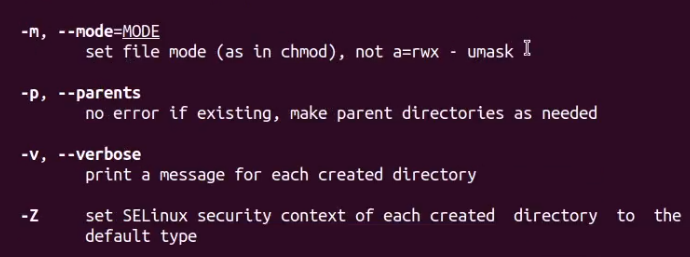 -m, --mode=MODE
set file mode (as in chmod), not a=rwx - umask
-p, --parents
no error if existing, make parent directories as needed
-v, --verbose
print a message for each created directory
-Z set SELinux security context of each created directory to the
default type